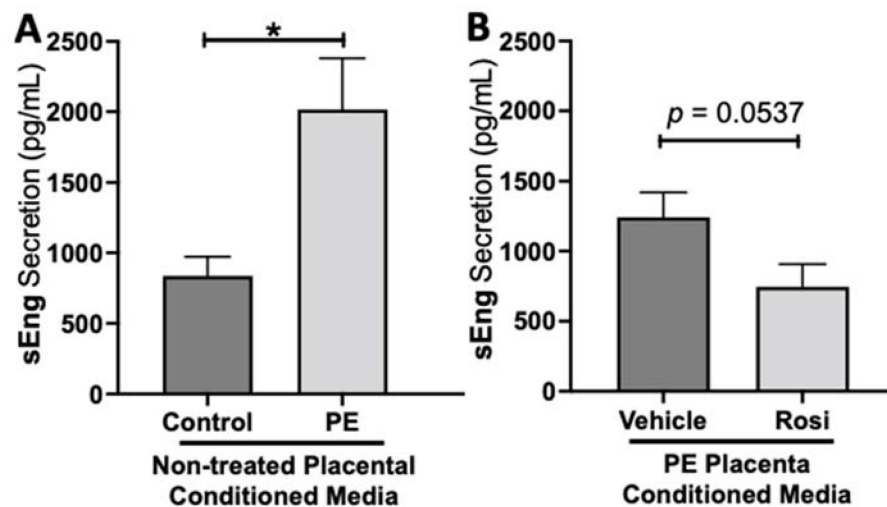 A
sEng Secretion (pg/mL)
2500
2000
1500
1000
500
0
*
Control PE
Non-treated Placental
Conditioned Media
B
sEng Secretion (pg/mL)
2500
2000
1500
1000
500
0
p = 0.0537
Vehicle Rosi
PE Placenta
Conditioned Media